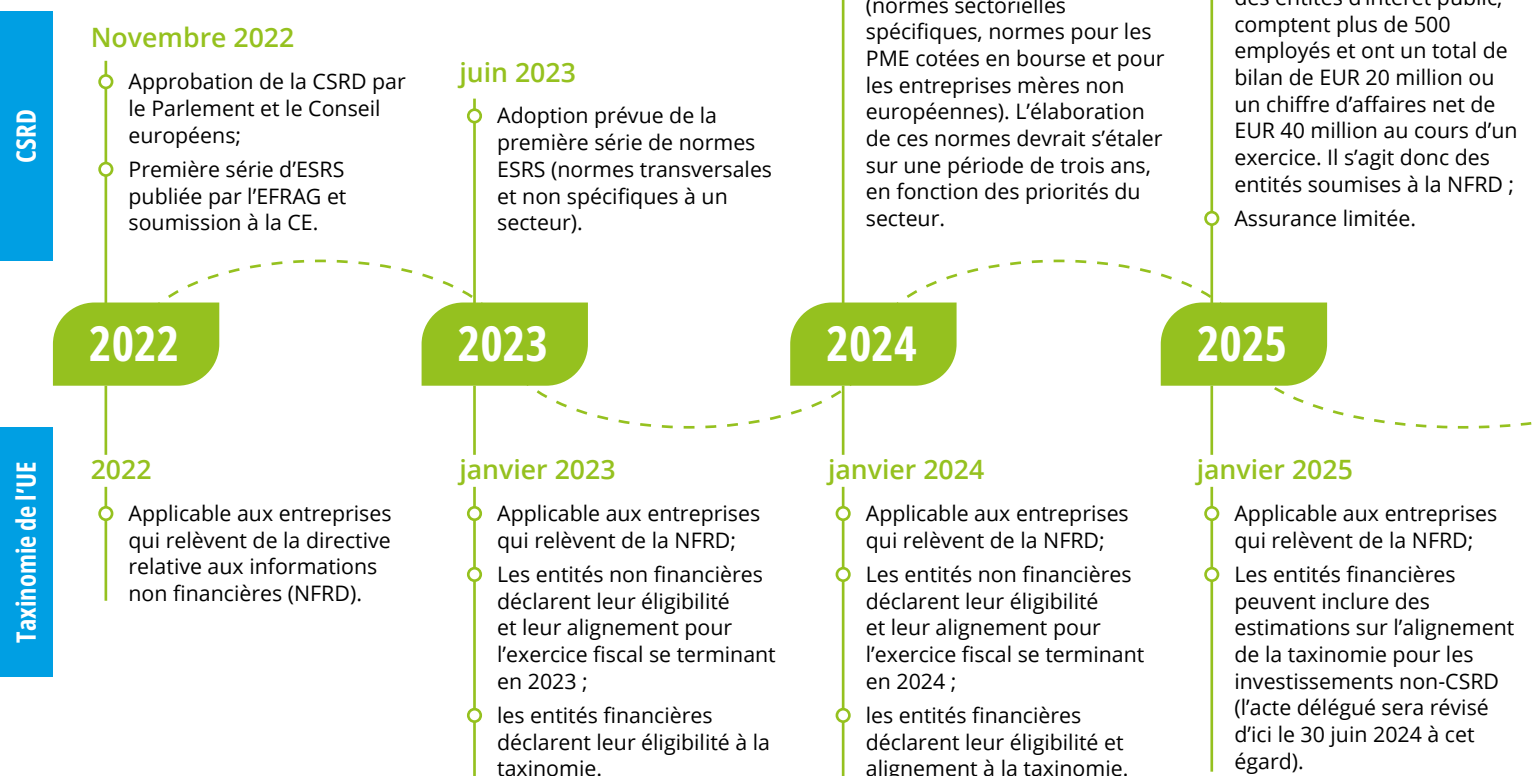 CSRD
Novembre 2022
Approbation de la CSRD par
le Parlement et le Conseil
européens;
Première série d'ESRS
publiée par l'EFRAG et
soumission à la CE.
juin 2023
Adoption prévue de la
première série de normes
ESRS (normes transversales
et non spécifiques à un
secteur).
(normes sectorielles
spécifiques, normes pour les
PME cotées en bourse et pour
les entreprises mères non
européennes). L'élaboration
de ces normes devrait s'étaler
sur une période de trois ans,
en fonction des priorités du
secteur.
des entités d'intérêt public,
comptent plus de 500
employés et ont un total de
bilan de EUR 20 million ou
un chiffre d'affaires net de
EUR 40 million au cours d'un
exercice. Il s'agit donc des
entités soumises à la NFRD ;
Assurance limitée.
2022
2023
2024
2025
Taxinomie de l'UE
2022
Applicable aux entreprises
qui relèvent de la directive
relative aux informations
non financières (NFRD).
janvier 2023
Applicable aux entreprises
qui relèvent de la NFRD;
Les entités non financières
déclarent leur éligibilité
et leur alignement pour
l'exercice fiscal se terminant
en 2023 ;
les entités financières
déclarent leur éligibilité à la
taxinomie.
janvier 2024
Applicable aux entreprises
qui relèvent de la NFRD;
Les entités non financières
déclarent leur éligibilité
et leur alignement pour
l'exercice fiscal se terminant
en 2024 ;
les entités financières
déclarent leur éligibilité et
alignement à la taxinomie.
janvier 2025
Applicable aux entreprises
qui relèvent de la NFRD;
Les entités financières
peuvent inclure des
estimations sur l'alignement
de la taxinomie pour les
investissements non-CSRD
(l'acte délégué sera révisé
d'ici le 30 juin 2024 à cet
égard).